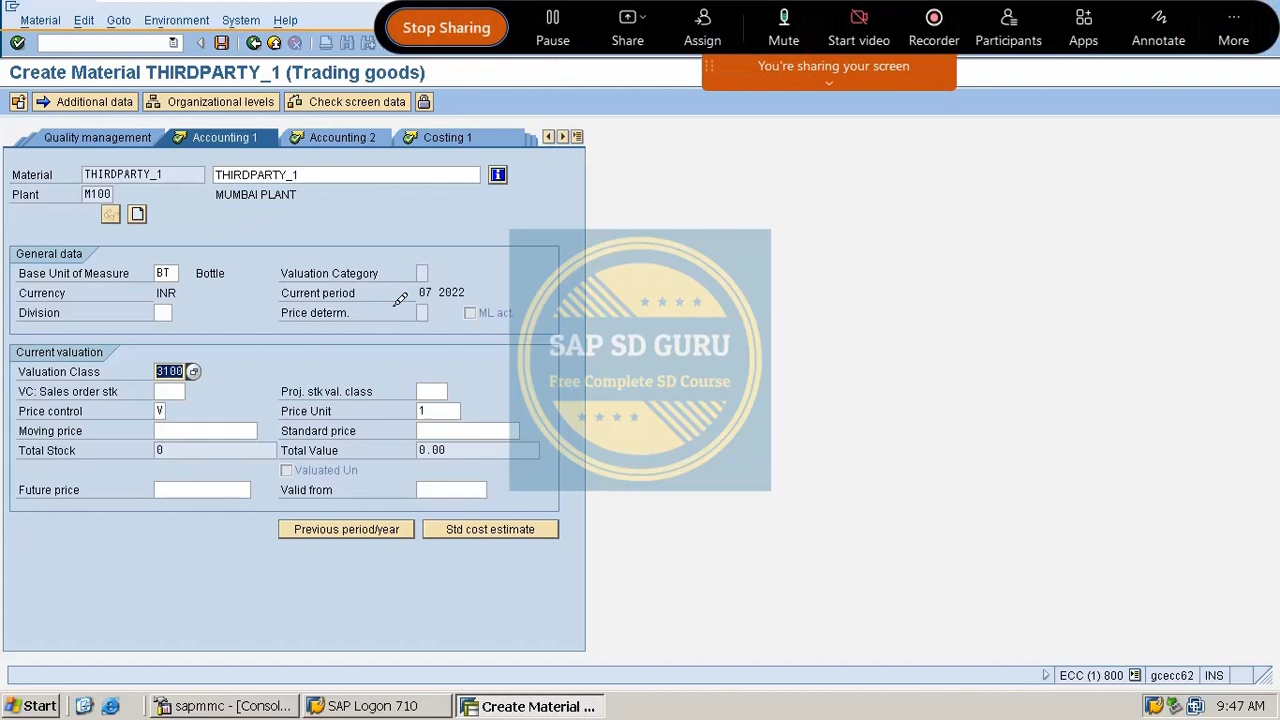 Material Edit Goto Environment System Help
Stop Sharing
Pause
Share
Assign
Mute
Start video
Recorder
Participants
Apps
Annotate
More
You're sharing your screen
Create Material THIRDPARTY_1 (Trading goods)
Additional data Organizational levels Check screen data
Quality management Accounting 1 Accounting 2 Costing 1
Material THIRDPARTY_1 THIRDPARTY_1
Plant M100 MUMBAI PLANT
General data
Base Unit of Measure BT Bottle Valuation Category
Currency INR Current period 07 2022
Division Price determ. ML act.
Current valuation
Valuation Class 3100
VC: Sales order stk Proj. stk val. class
Price control V Price Unit 1
Moving price Standard price
Total Stock 0 Total Value 0.00
Valuated Un
Future price Valid from
Previous period/year Std cost estimate
SAP SD GURU
Free Complete SD Course
ECC (1) 800 gcecc62 INS
Start sapmmc - [Consol... SAP Logon 710 Create Material ... 9:47 AM